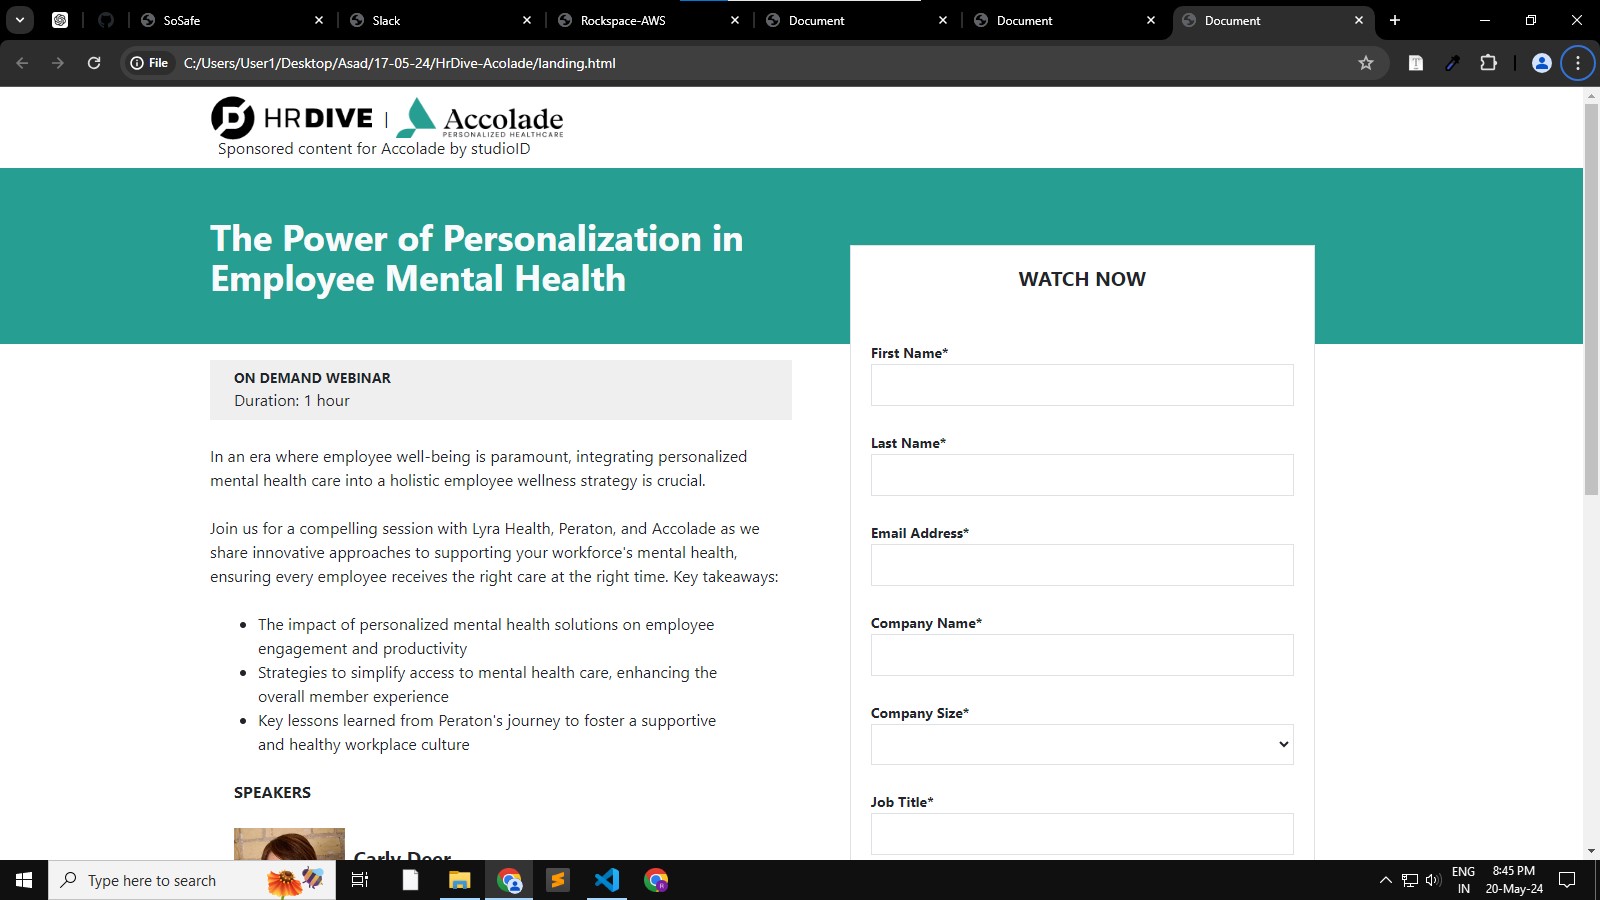 SoSafe
Slack
Rockspace-AWS
Document
Document
Document
File
C:/Users/User1/Desktop/Asad/17-05-24/HrDive-Acolade/landing.html
HRDIVE | Accolade
PERSONALIZED HEALTHCARE
Sponsored content for Accolade by studioID
The Power of Personalization in
Employee Mental Health
ON DEMAND WEBINAR
Duration: 1 hour
In an era where employee well-being is paramount, integrating personalized
mental health care into a holistic employee wellness strategy is crucial.
Join us for a compelling session with Lyra Health, Peraton, and Accolade as we
share innovative approaches to supporting your workforce's mental health,
ensuring every employee receives the right care at the right time. Key takeaways:
• The impact of personalized mental health solutions on employee
engagement and productivity
• Strategies to simplify access to mental health care, enhancing the
overall member experience
• Key lessons learned from Peraton's journey to foster a supportive
and healthy workplace culture
SPEAKERS
Carly Deer
WATCH NOW
First Name*
Last Name*
Email Address*
Company Name*
Company Size*
Job Title*
Type here to search
ENG
IN
8:45 PM
20-May-24